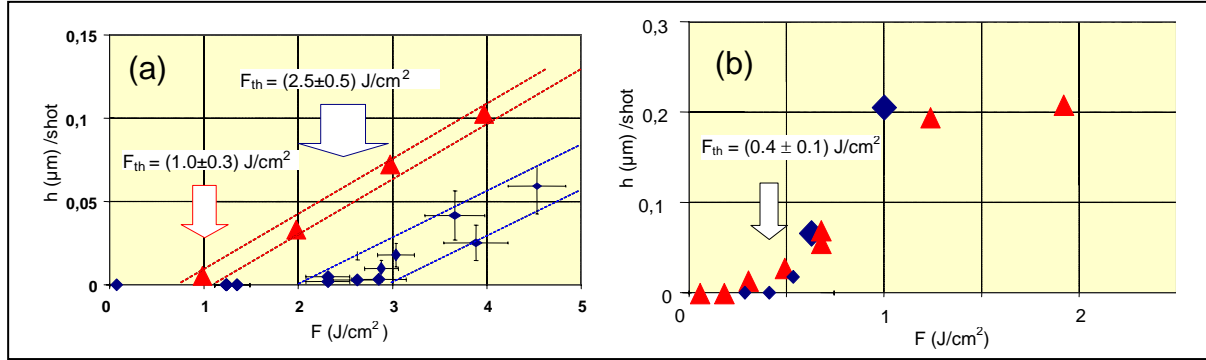 (a)
0,15
0,1
0,05
0
h (µm) /shot
F_th = (2.5±0.5) J/cm²
F_th = (1.0±0.3) J/cm²
0 1 2 3 4 5
F (J/cm²)
(b)
0,3
0,2
0,1
0
h (µm) /shot
F_th = (0.4 ± 0.1) J/cm²
0 1 2
F (J/cm²)